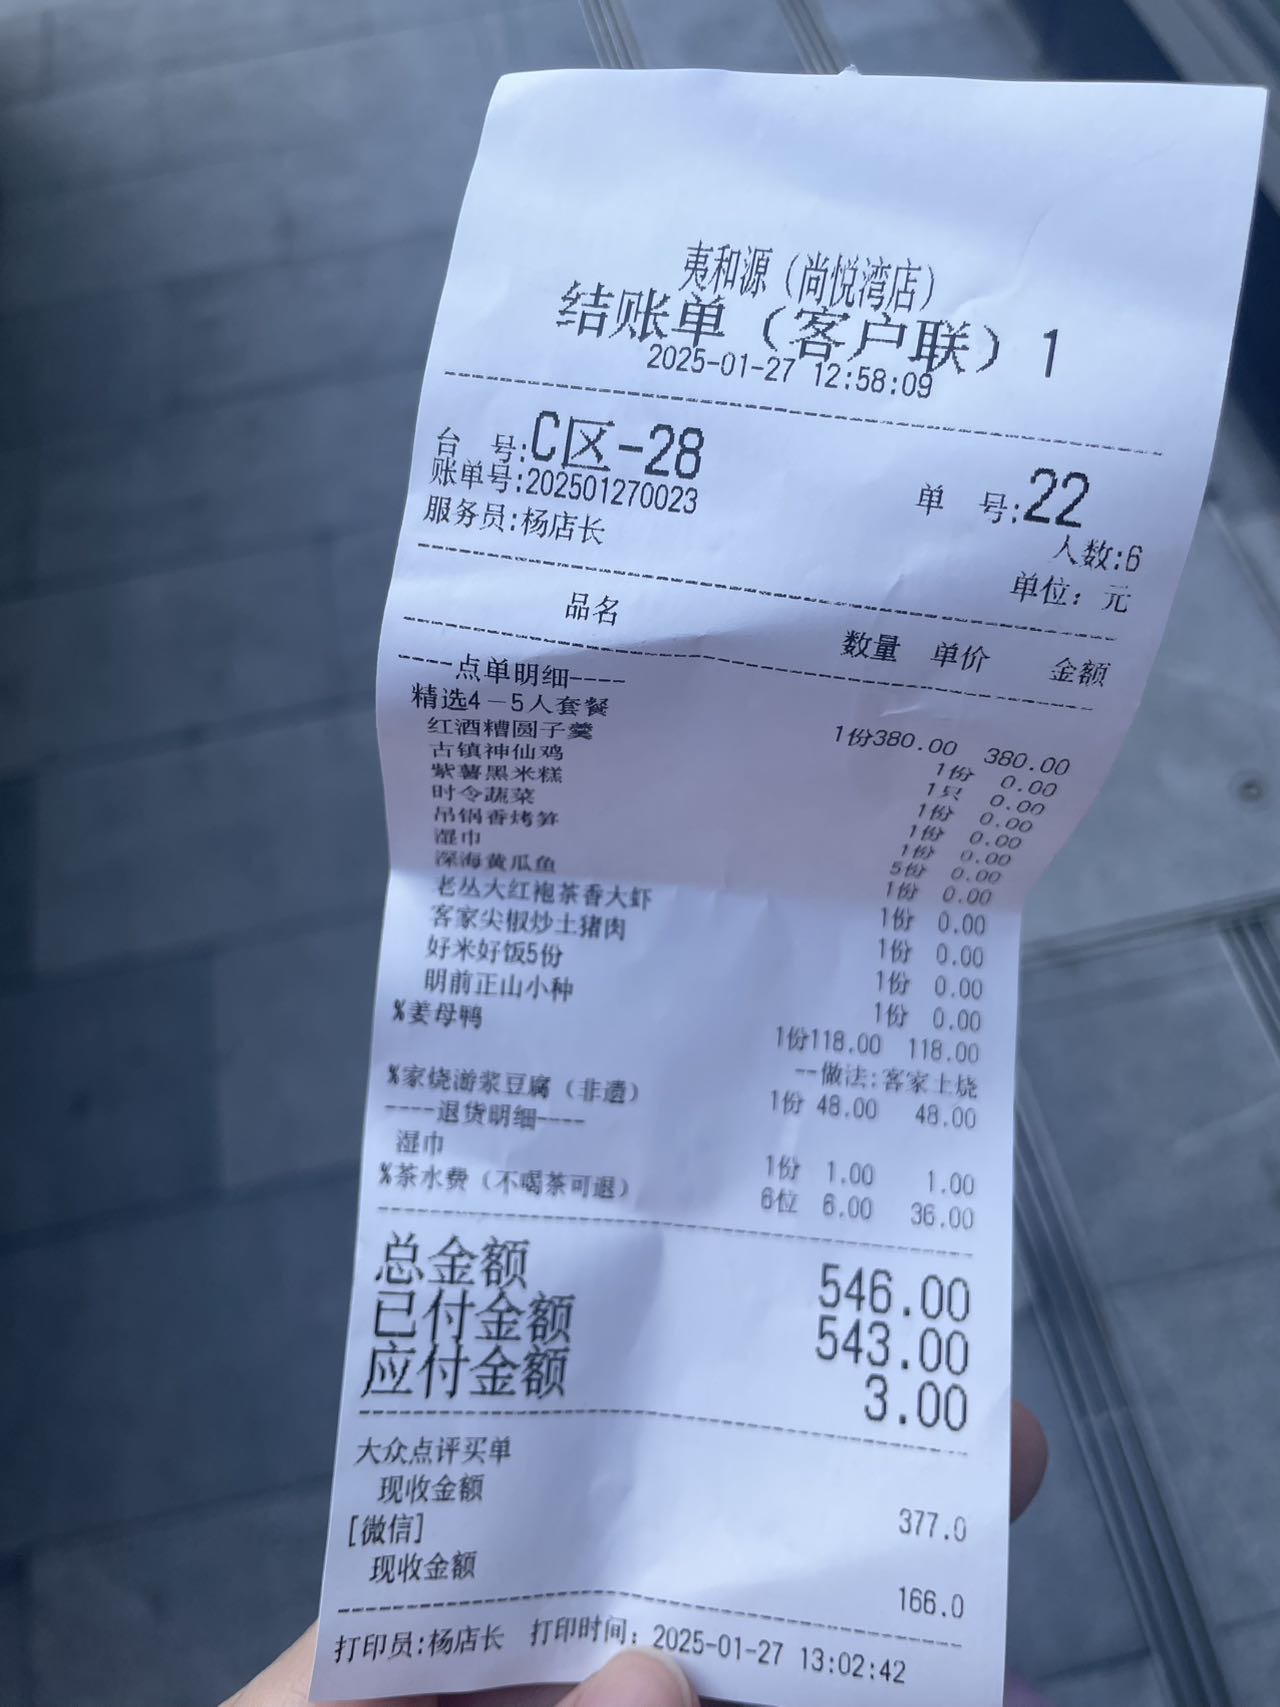 夷和源（尚悦湾店）
结账单（客户联）1
2025-01-27 12:58:09
台 号:C区-28 单 号:22
账单号:202501270023 人数:6
服务员:杨店长 单位: 元
品名 数量 单价 金额
----点单明细----
精选4－5人套餐 1份380.00 380.00
红酒糟圆子羹 1份 0.00
古镇神仙鸡 1只 0.00
紫薯黑米糕 1份 0.00
时令蔬菜 1份 0.00
吊锅香烤笋 1份 0.00
湿巾 5份 0.00
深海黄瓜鱼 1份 0.00
老丛大红袍茶香大虾 1份 0.00
客家尖椒炒土猪肉 1份 0.00
好米好饭5份 1份 0.00
明前正山小种 1份 0.00
%姜母鸭 1份118.00 118.00
--做法:客家土烧
%家烧游浆豆腐（非遗） 1份 48.00 48.00
----退货明细----
湿巾 1份 1.00 1.00
%茶水费（不喝茶可退） 6位 6.00 36.00
总金额 546.00
已付金额 543.00
应付金额 3.00
大众点评买单
现收金额 377.0
[微信]
现收金额 166.0
打印员:杨店长 打印时间: 2025-01-27 13:02:42